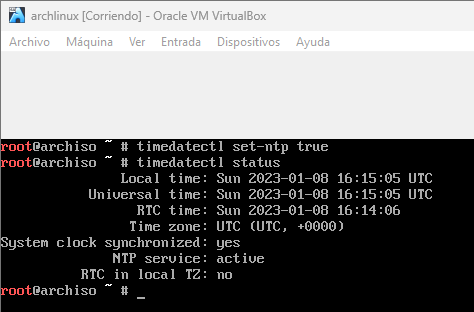 archlinux [Corriendo] - Oracle VM VirtualBox
Archivo Máquina Ver Entrada Dispositivos Ayuda
root@archiso ~ # timedatectl set-ntp true
root@archiso ~ # timedatectl status
Local time: Sun 2023-01-08 16:15:05 UTC
Universal time: Sun 2023-01-08 16:15:05 UTC
RTC time: Sun 2023-01-08 16:14:06
Time zone: UTC (UTC, +0000)
System clock synchronized: yes
NTP service: active
RTC in local TZ: no
root@archiso ~ # _